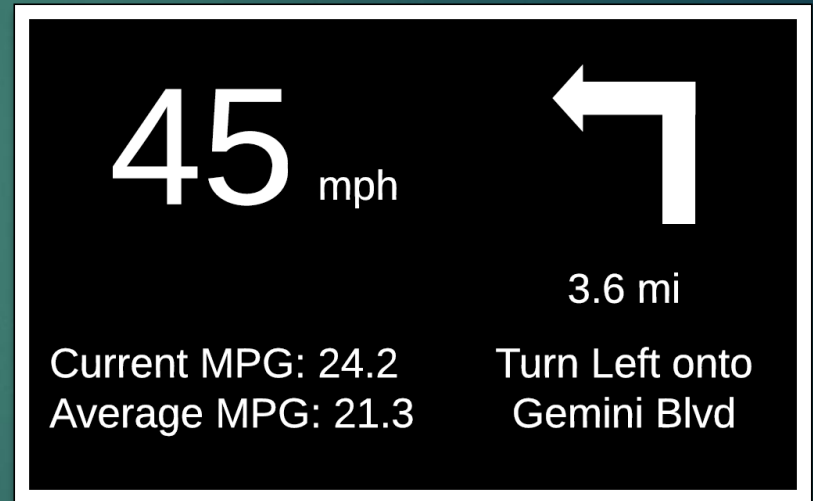 45 mph
3.6 mi
Current MPG: 24.2
Average MPG: 21.3
Turn Left onto
Gemini Blvd